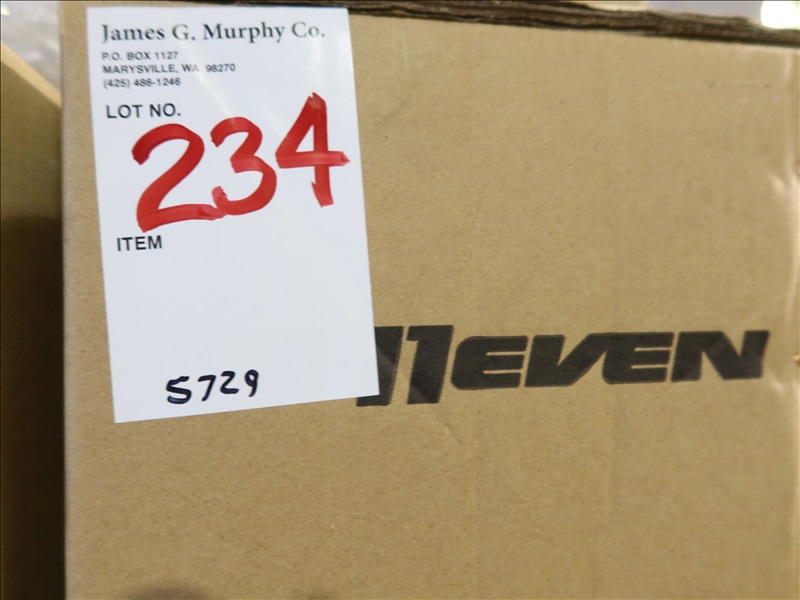 James G. Murphy Co.
P.O. BOX 1127
MARYSVILLE, WA 98270
(425) 486-1246
LOT NO.
234
ITEM
5729
11EVEN